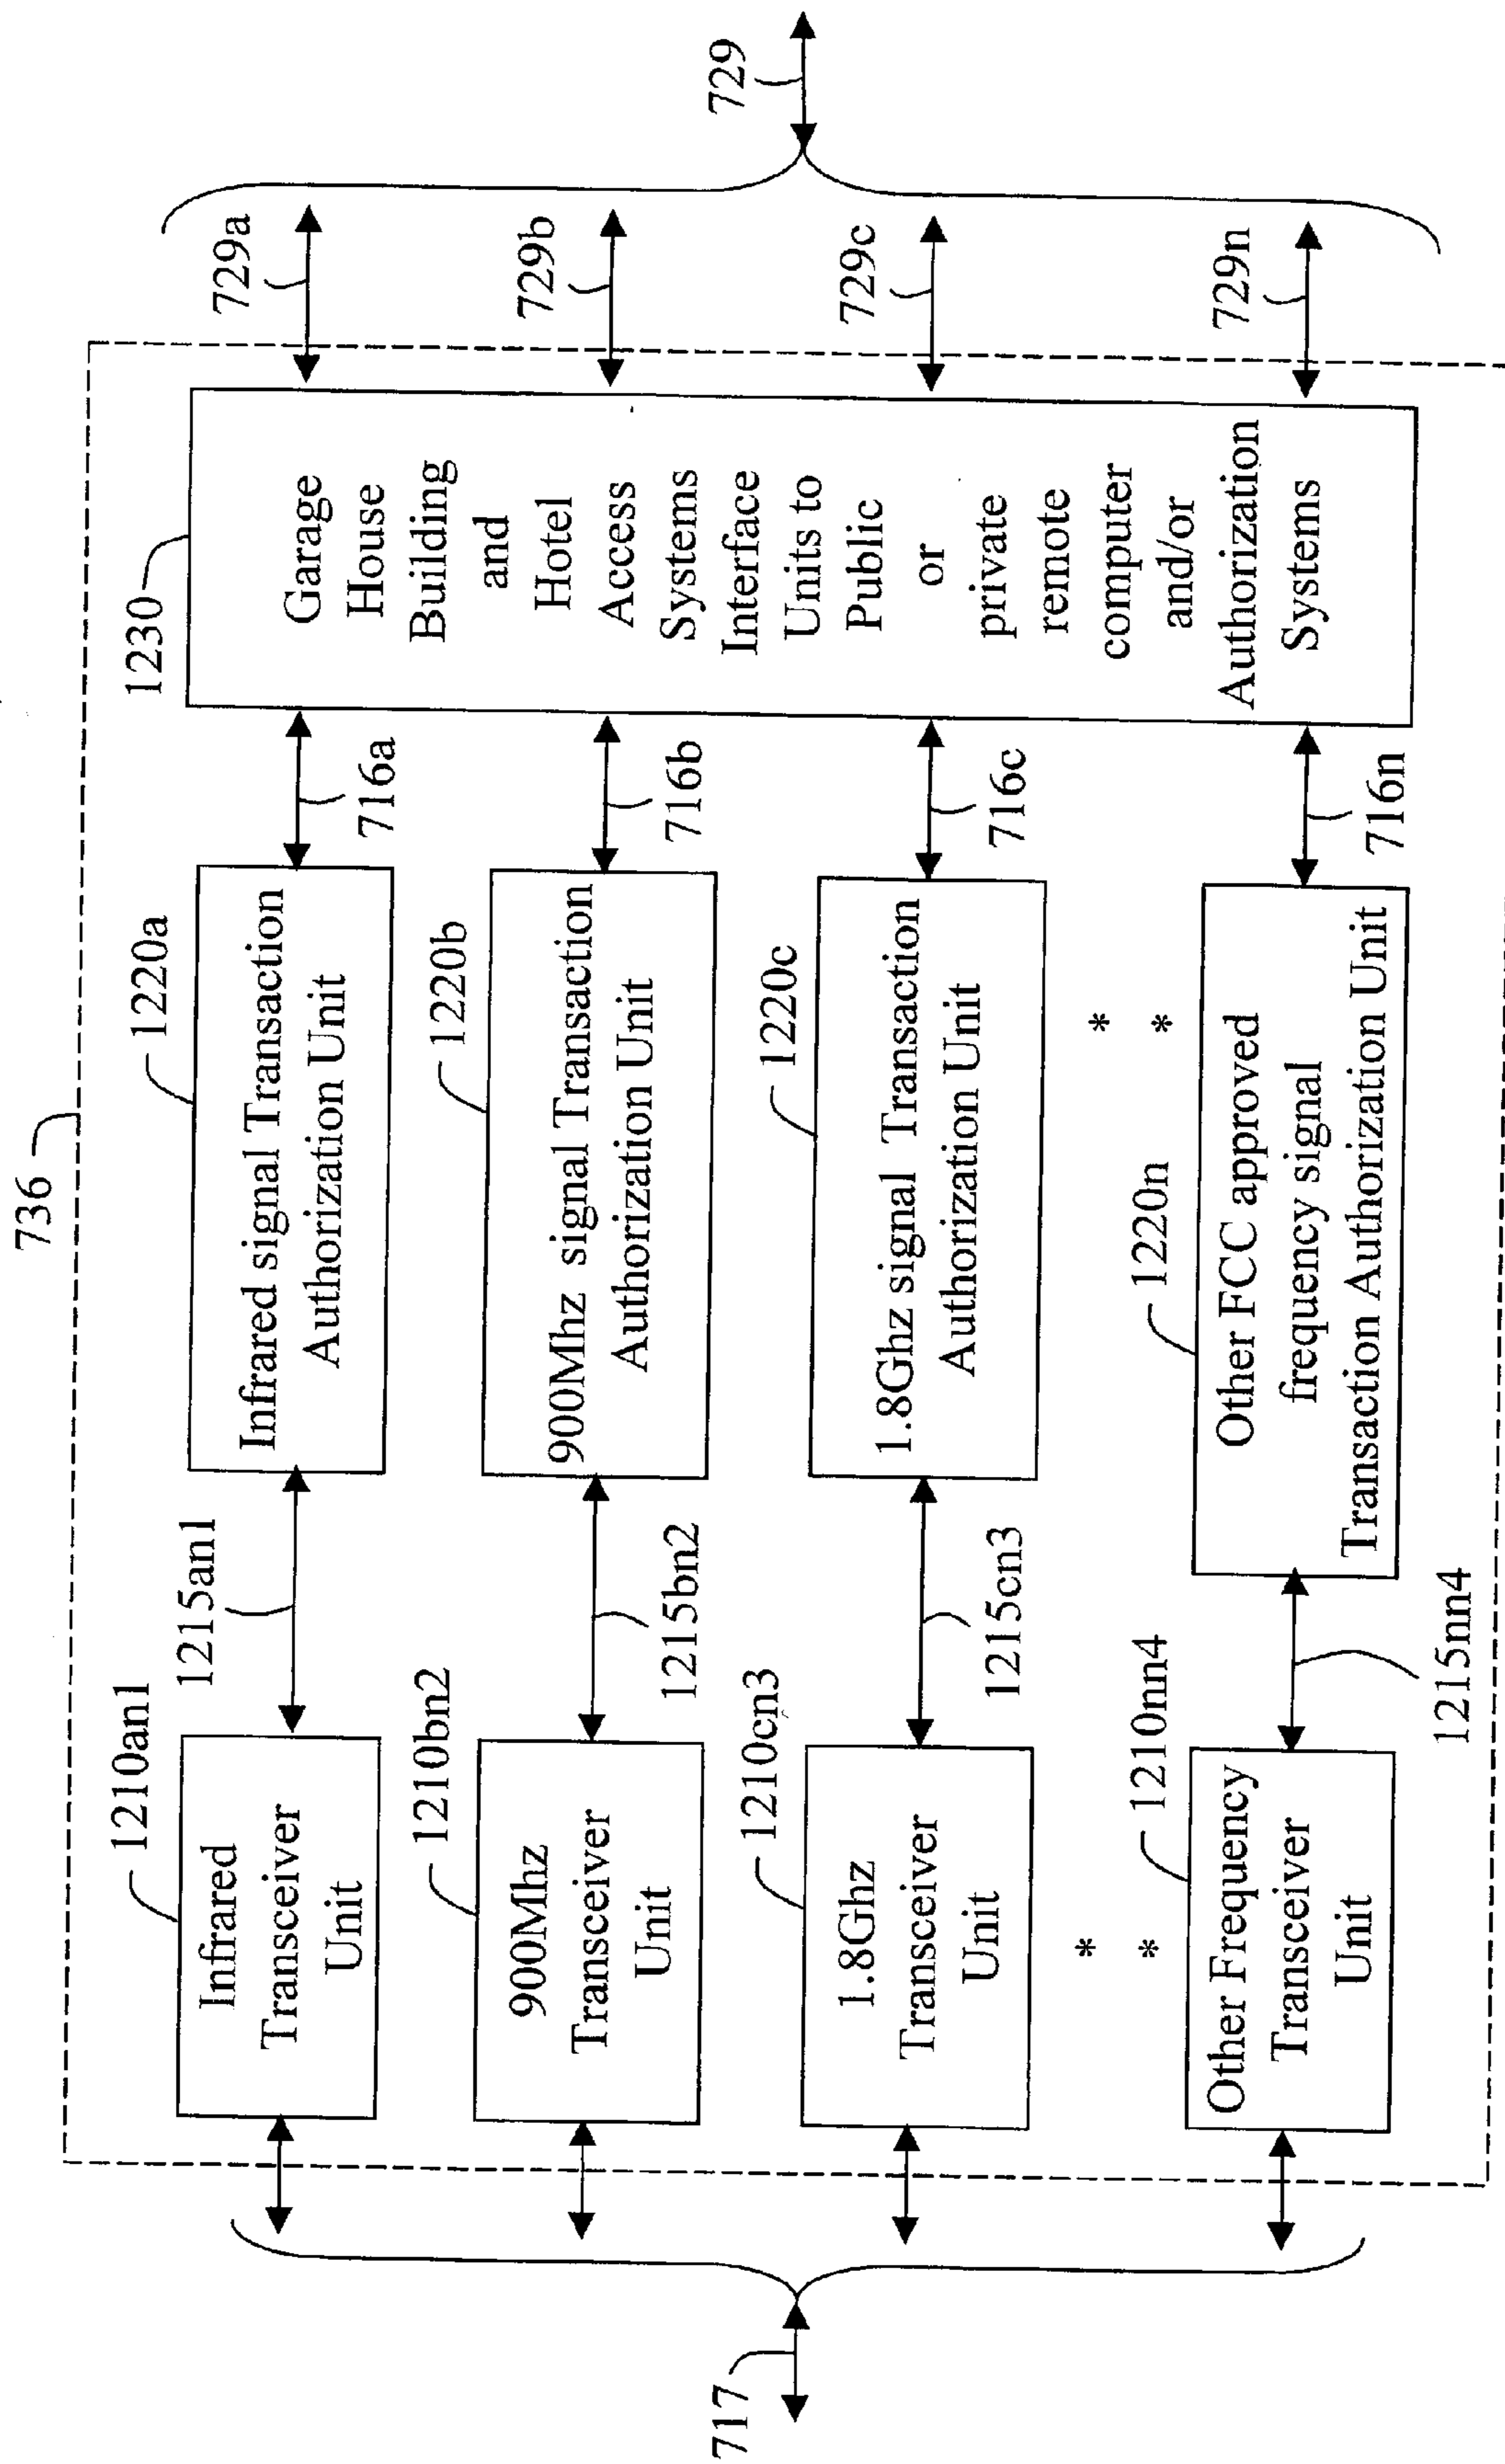 736
1210an1
Infrared
Transceiver
Unit
1215an1
1220a
Infrared signal Transaction
Authorization Unit
716a
1210bn2
900Mhz
Transceiver
Unit
1215bn2
1220b
900Mhz signal Transaction
Authorization Unit
716b
1210cn3
1.8Ghz
Transceiver
Unit
1215cn3
1220c
1.8Ghz signal Transaction
Authorization Unit
716c
*
*
*
*
1210nn4
Other Frequency
Transceiver
Unit
1215nn4
1220n
Other FCC approved
frequency signal
Transaction Authorization Unit
716n
1230
Garage
House
Building
and
Hotel
Access
Systems
Interface
Units to
Public
or
private
remote
computer
and/or
Authorization
Systems
729a
729b
729c
729n
729
717